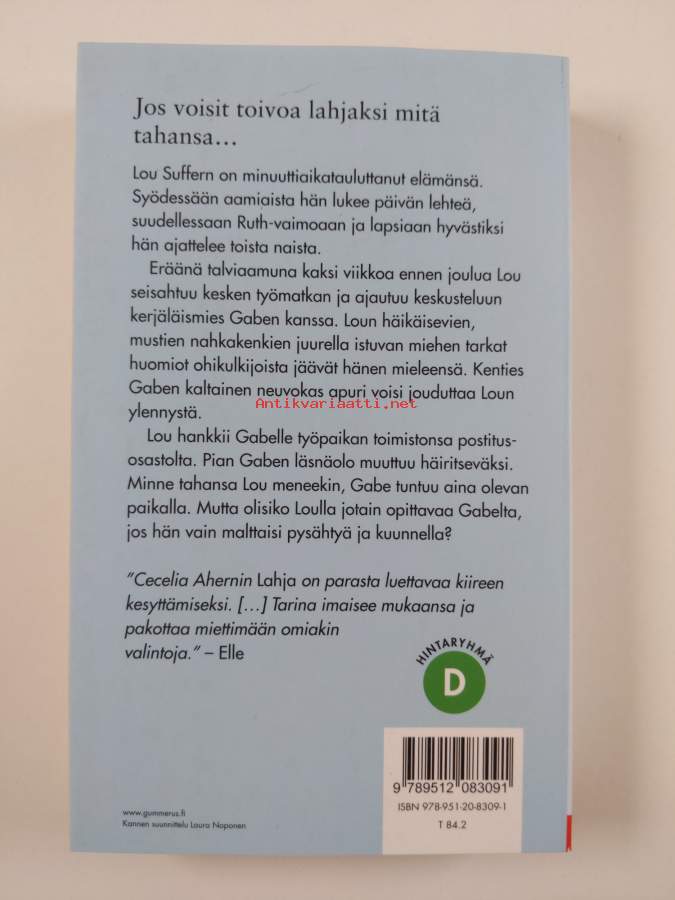 Jos voisit toivoa lahjaksi mitä
tahansa...
Lou Suffern on minuuttiaikatauluttanut elämänsä.
Syödessään aamiaista hän lukee päivän lehteä,
suudellessaan Ruth-vaimoaan ja lapsiaan hyvästiksi
hän ajattelee toista naista.
Eräänä talviaamuna kaksi viikkoa ennen joulua Lou
seisahtuu kesken työmatkan ja ajautuu keskusteluun
kerjäläismies Gaben kanssa. Loun häikäisevien,
mustien nahkakenkien juurella istuvan miehen tarkat
huomiot ohikulkijoista jäävät hänen mieleensä. Kenties
Gaben kaltainen neuvokas apuri voisi jouduttaa Loun
ylennystä.
Antikvariaatti.net
Lou hankkii Gabelle työpaikan toimistonsa postitus-
osastolta. Pian Gaben läsnäolo muuttuu häiritseväksi.
Minne tahansa Lou meneekin, Gabe tuntuu aina olevan
paikalla. Mutta olisiko Loulla jotain opittavaa Gabelta,
jos hän vain malttaisi pysähtyä ja kuunnella?
"Cecelia Ahernin Lahja on parasta luettavaa kiireen
kesyttämiseksi. [...] Tarina imaisee mukaansa ja
pakottaa miettimään omiakin
valintoja." – Elle
HINTARYHMÄ
D
9 789512 083091
ISBN 978-951-20-8309-1
T 84.2
www.gummerus.fi
Kannen suunnittelu Laura Noponen